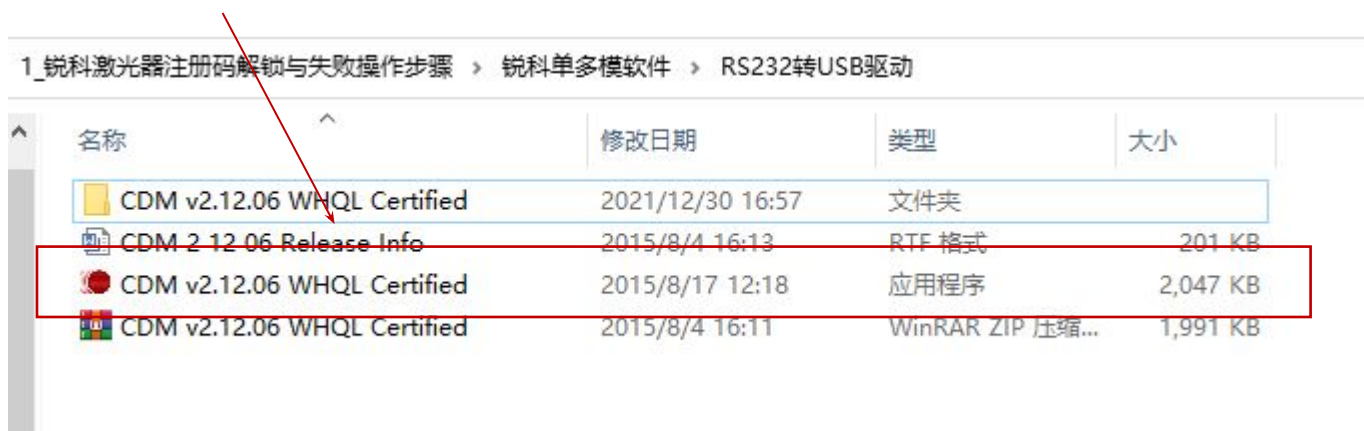 1_锐科激光器注册码解锁与失败操作步骤 › 锐科单多模软件 › RS232转USB驱动
名称 修改日期 类型 大小
CDM v2.12.06 WHQL Certified 2021/12/30 16:57 文件夹
CDM 2 12 06 Release Info 2015/8/4 16:13 RTF 格式 201 KB
CDM v2.12.06 WHQL Certified 2015/8/17 12:18 应用程序 2,047 KB
CDM v2.12.06 WHQL Certified 2015/8/4 16:11 WinRAR ZIP 压缩... 1,991 KB